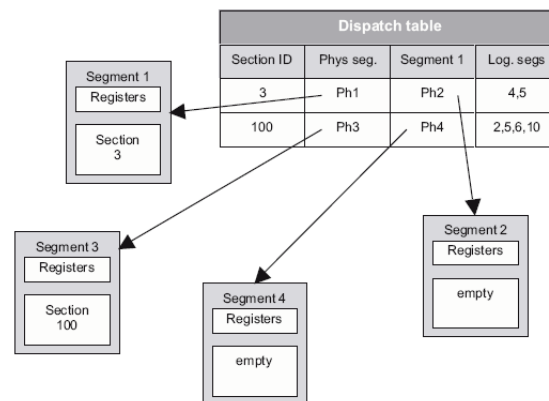 Dispatch table
Section ID Phys seg. Segment 1 Log. segs
3 Ph1 Ph2 4,5
100 Ph3 Ph4 2,5,6,10
Segment 1
Registers
Section
3
Segment 3
Registers
Section
100
Segment 4
Registers
empty
Segment 2
Registers
empty